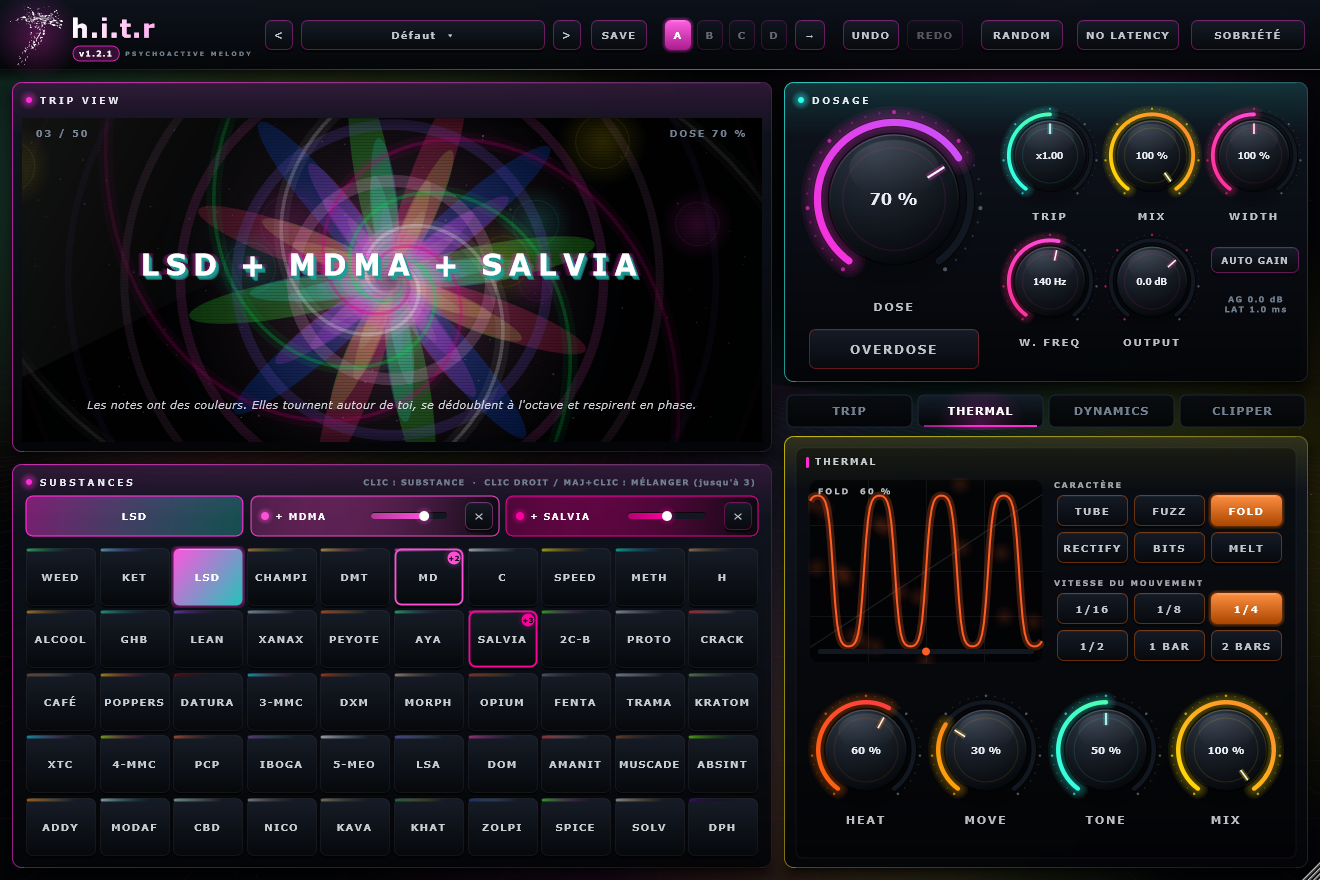 h.i.t.r
v1.2.1 PSYCHOACTIVE MELODY
< Défaut > SAVE A B C D → UNDO REDO RANDOM NO LATENCY SOBRIÉTÉ
TRIP VIEW
03 / 50 DOSE 70 %
LSD + MDMA + SALVIA
Les notes ont des couleurs. Elles tournent autour de toi, se dédoublent à l'octave et respirent en phase.
SUBSTANCES CLIC : SUBSTANCE · CLIC DROIT / MAJ+CLIC : MÉLANGER (jusqu'à 3)
LSD + MDMA × + SALVIA ×
WEED KET LSD CHAMPI DMT MD +2 C SPEED METH H
ALCOOL GHB LEAN XANAX PEYOTE AYA SALVIA +3 2C-B PROTO CRACK
CAFÉ POPPERS DATURA 3-MMC DXM MORPH OPIUM FENTA TRAMA KRATOM
XTC 4-MMC PCP IBOGA 5-MEO LSA DOM AMANIT MUSCADE ABSINT
ADDY MODAF CBD NICO KAVA KHAT ZOLPI SPICE SOLV DPH
DOSAGE
70 %
DOSE
OVERDOSE
x1.00 100 % 100 %
TRIP MIX WIDTH
140 Hz 0.0 dB AUTO GAIN
AG 0.0 dB
LAT 1.0 ms
W. FREQ OUTPUT
TRIP THERMAL DYNAMICS CLIPPER
THERMAL
FOLD 60 %
CARACTÈRE
TUBE FUZZ FOLD
RECTIFY BITS MELT
VITESSE DU MOUVEMENT
1/16 1/8 1/4
1/2 1 BAR 2 BARS
60 % 30 % 50 % 100 %
HEAT MOVE TONE MIX